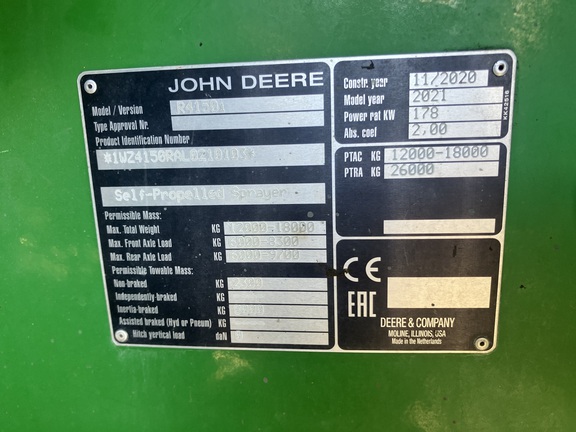 JOHN DEERE
Model / Version
Type Approval Nr.
Product Identification Number
Self-Propelled Sprayer
Permissible Mass:
Max. Total Weight KG 12000-18000
Max. Front Axle Load KG
Max. Rear Axle Load KG
Permissible Towable Mass:
Non-braked KG
Independently-braked KG
Inertia-braked KG
Assisted braked (Hyd or Pneum) KG
Hitch vertical load daN
Constr. year 11/2020
Model year 2021
Power rat KW 178
Abs. coef 2,00
KK42516
PTAC KG 12000-18000
PTRA KG 26000
CE
EAC
DEERE & COMPANY
MOLINE, ILLINOIS, USA
Made in the Netherlands